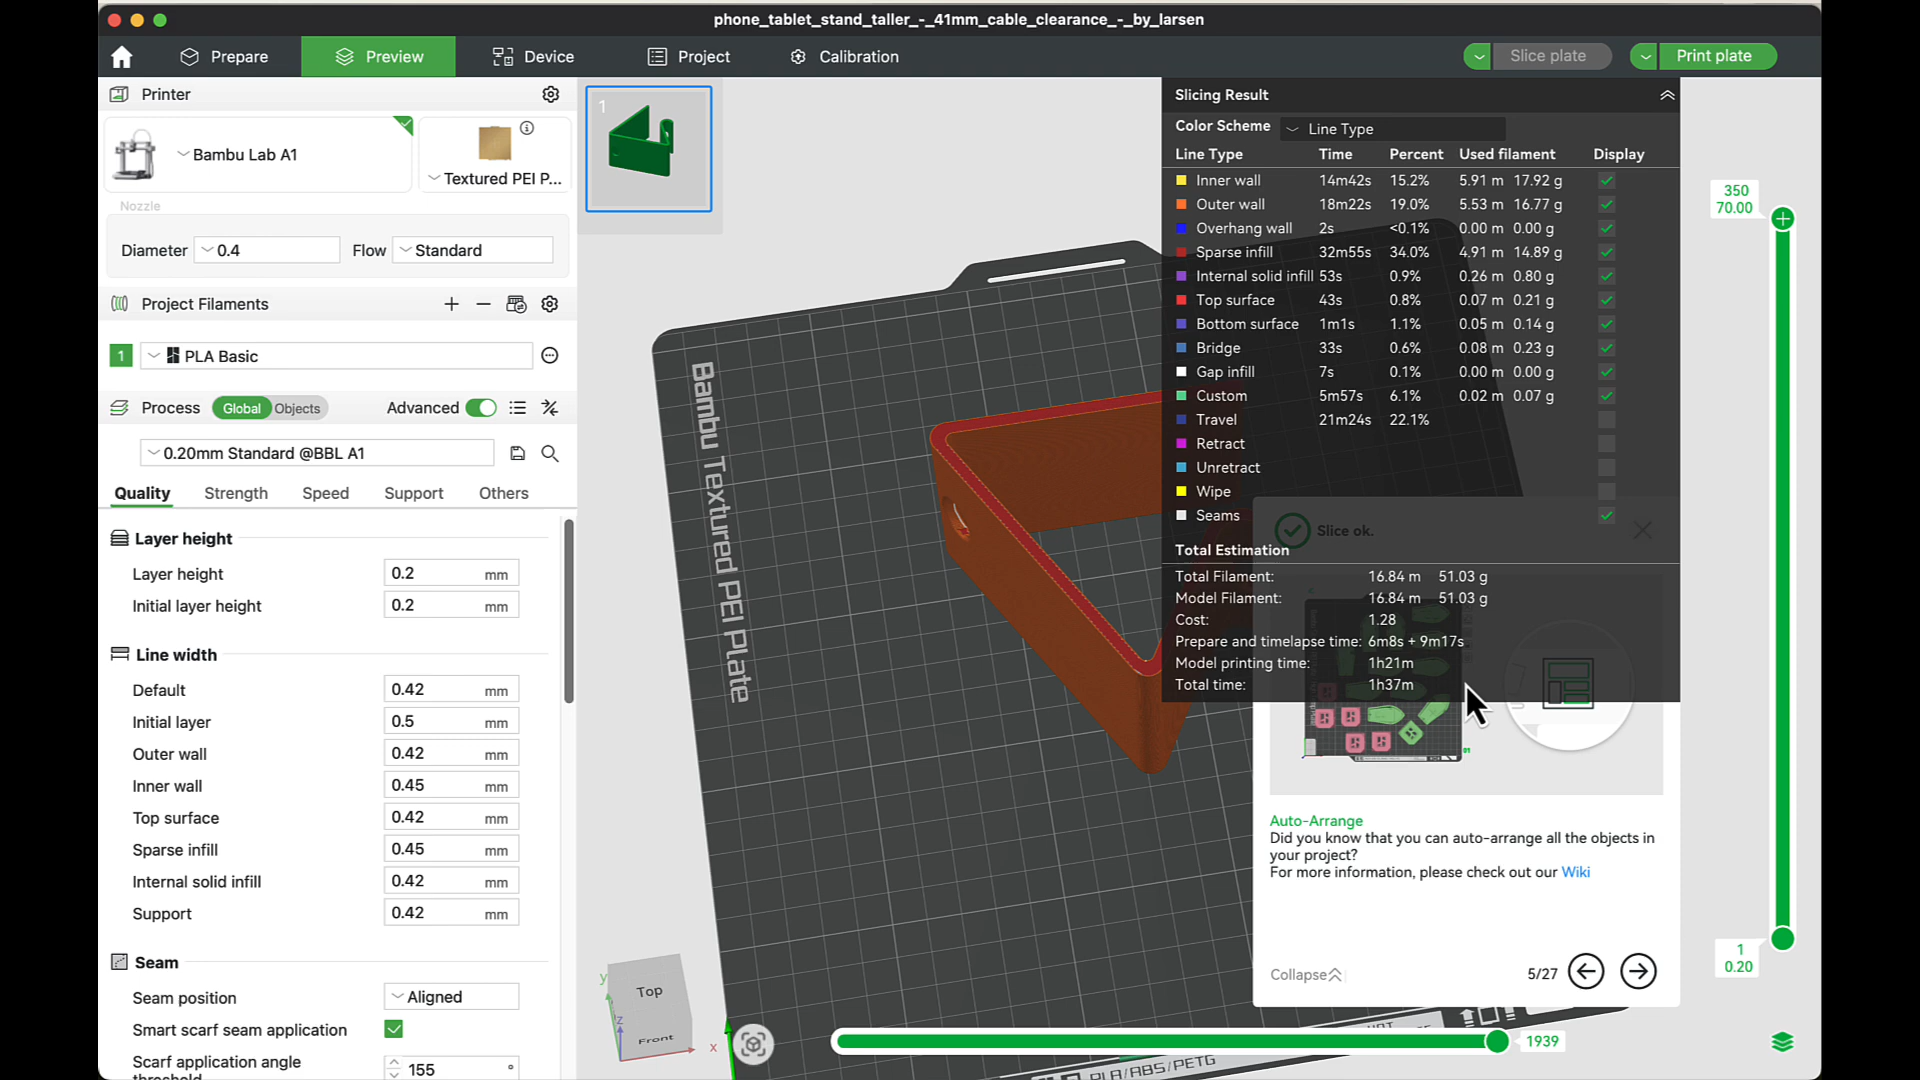 phone_tablet_stand_taller_-_41mm_cable_clearance_-_by_larsen
Prepare
Preview
Device
Project
Calibration
Slice plate
Print plate
Printer
Bambu Lab A1
Textured PEI P...
Nozzle
Diameter
0.4
Flow
Standard
Project Filaments
1
PLA Basic
Process
Global
Objects
Advanced
0.20mm Standard @BBL A1
Quality
Strength
Speed
Support
Others
Layer height
Layer height 0.2 mm
Initial layer height 0.2 mm
Line width
Default 0.42 mm
Initial layer 0.5 mm
Outer wall 0.42 mm
Inner wall 0.45 mm
Top surface 0.42 mm
Sparse infill 0.45 mm
Internal solid infill 0.42 mm
Support 0.42 mm
Seam
Seam position Aligned
Smart scarf seam application
Scarf application angle
threshold 155 °
1
Bambu Textured PEI Plate
Slicing Result
Color Scheme Line Type
Line Type Time Percent Used filament Display
Inner wall 14m42s 15.2% 5.91 m 17.92 g
Outer wall 18m22s 19.0% 5.53 m 16.77 g
Overhang wall 2s <0.1% 0.00 m 0.00 g
Sparse infill 32m55s 34.0% 4.91 m 14.89 g
Internal solid infill 53s 0.9% 0.26 m 0.80 g
Top surface 43s 0.8% 0.07 m 0.21 g
Bottom surface 1m1s 1.1% 0.05 m 0.14 g
Bridge 33s 0.6% 0.08 m 0.23 g
Gap infill 7s 0.1% 0.00 m 0.00 g
Custom 5m57s 6.1% 0.02 m 0.07 g
Travel 21m24s 22.1%
Retract
Unretract
Wipe
Seams
Slice ok.
Total Estimation
Total Filament: 16.84 m 51.03 g
Model Filament: 16.84 m 51.03 g
Cost: 1.28
Prepare and timelapse time: 6m8s + 9m17s
Model printing time: 1h21m
Total time: 1h37m
Auto-Arrange
Did you know that you can auto-arrange all the objects in
your project?
For more information, please check out our Wiki
Collapse
5/27
350
70.00
1
0.20
Top
Front
y
z
x
1939
PLA/ABS/PETG